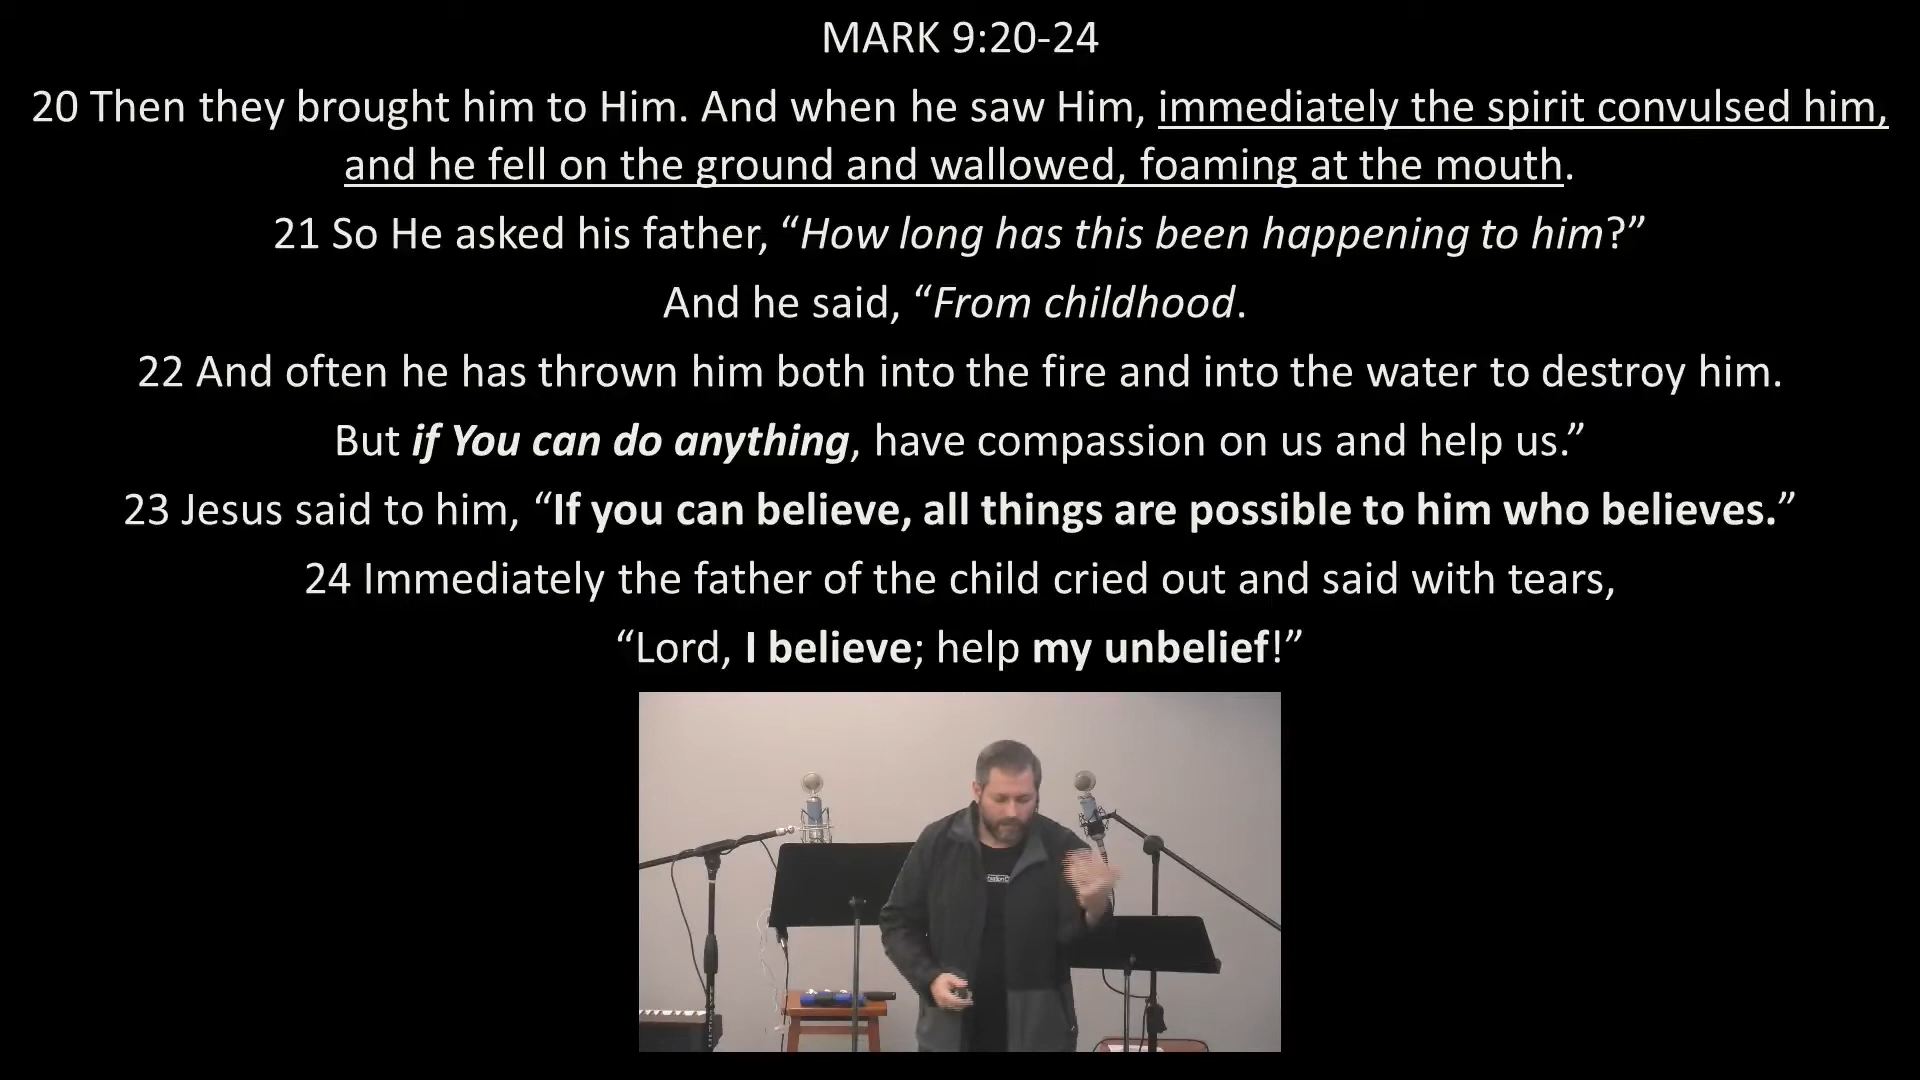 MARK 9:20-24
20 Then they brought him to Him. And when he saw Him, immediately the spirit convulsed him,
and he fell on the ground and wallowed, foaming at the mouth.
21 So He asked his father, “How long has this been happening to him?”
And he said, “From childhood.
22 And often he has thrown him both into the fire and into the water to destroy him.
But if You can do anything, have compassion on us and help us.”
23 Jesus said to him, “If you can believe, all things are possible to him who believes.”
24 Immediately the father of the child cried out and said with tears,
“Lord, I believe; help my unbelief!”